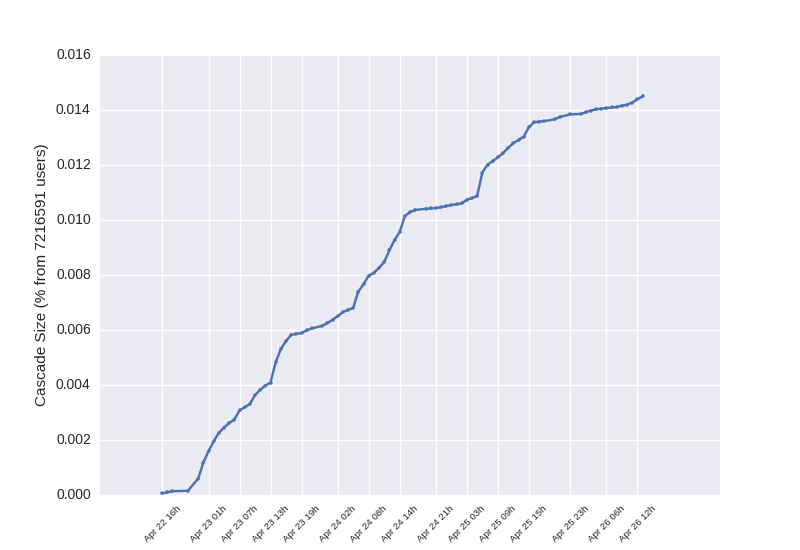 0.016
0.014
0.012
0.010
0.008
0.006
0.004
0.002
0.000
Cascade Size (% from 7216591 users)
Apr 22 16h
Apr 23 01h
Apr 23 07h
Apr 23 13h
Apr 23 19h
Apr 24 02h
Apr 24 08h
Apr 24 14h
Apr 24 21h
Apr 25 03h
Apr 25 09h
Apr 25 15h
Apr 25 23h
Apr 26 06h
Apr 26 12h